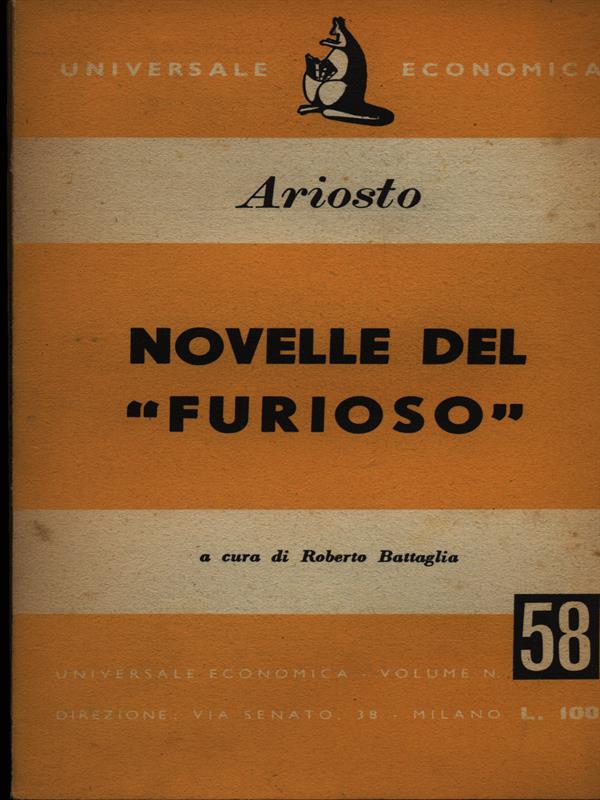 UNIVERSALE ECONOMICA
Ariosto
NOVELLE DEL
"FURIOSO"
a cura di Roberto Battaglia
58
UNIVERSALE ECONOMICA - VOLUME N.
DIREZIONE: VIA SENATO, 38 - MILANO L. 100